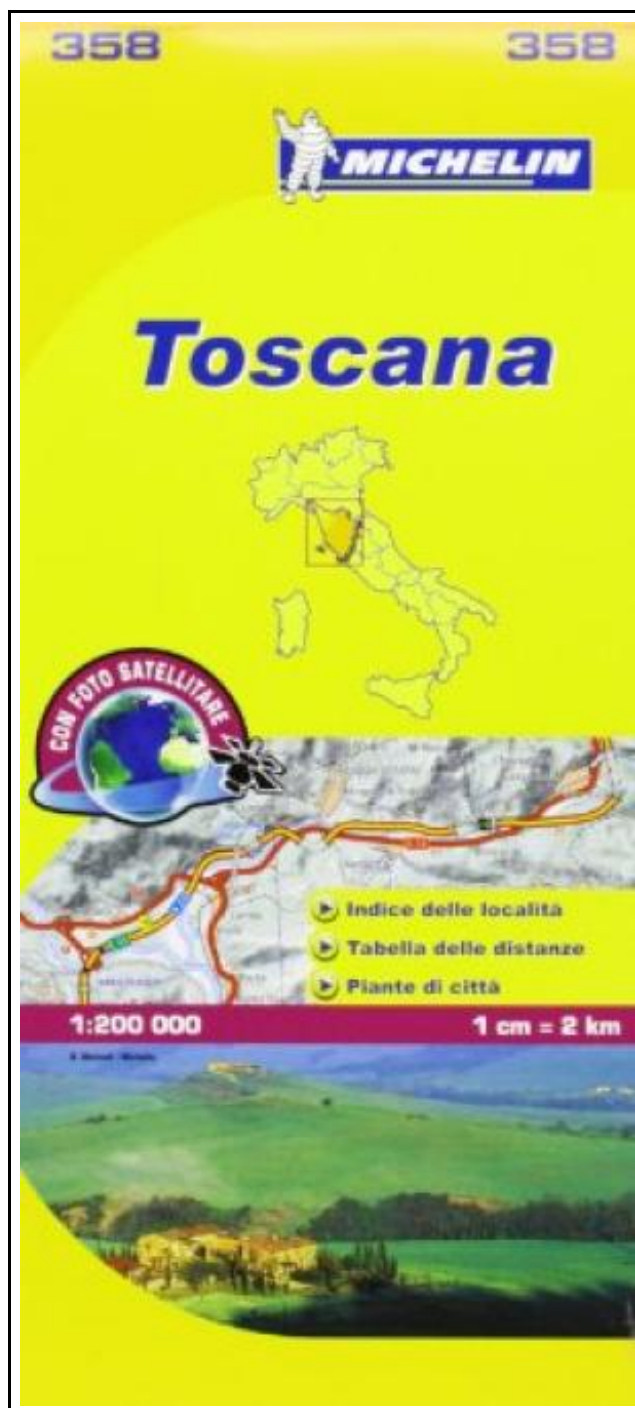 358 358
MICHELIN
Toscana
CON FOTO SATELLITARE
Indice delle località
Tabella delle distanze
Piante di città
1:200 000 1 cm = 2 km